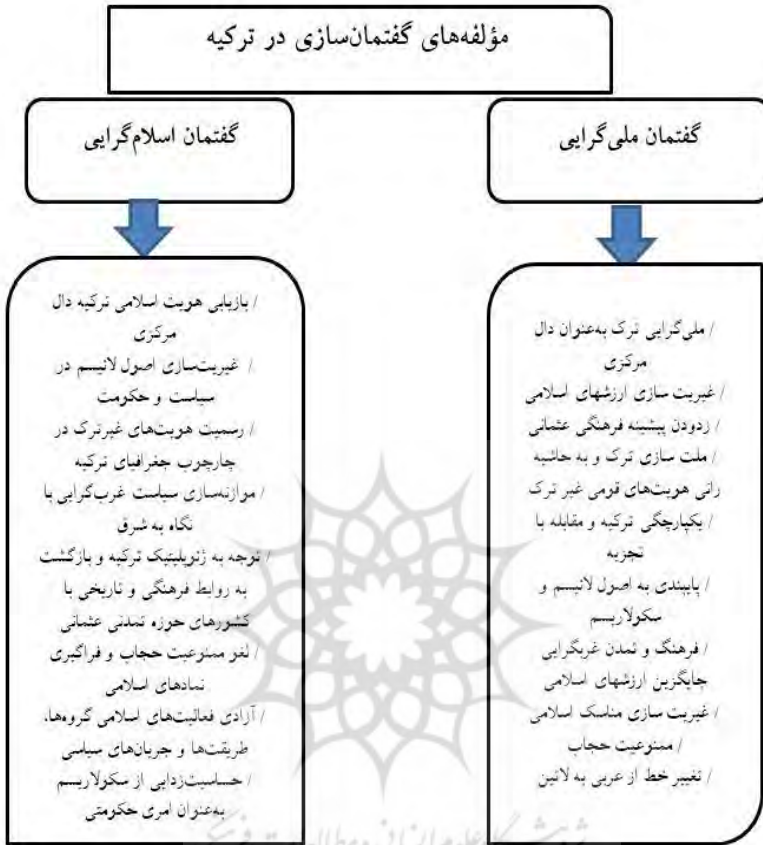 مؤلفه‌های گفتمان‌سازی در ترکیه
گفتمان ملی‌گرایی
/ ملی‌گرایی ترک به‌عنوان دال
مرکزی
/ غیریت سازی ارزشهای اسلامی
/ زدودن پیشینه فرهنگی عثمانی
/ ملت سازی ترک و به حاشیه
رانی هویت‌های قومی غیر ترک
/ یکپارچگی ترکیه و مقابله با
تجزیه
/ پایبندی به اصول لائیسم و
سکولاریسم
/ فرهنگ و تمدن غربگرایی
جایگزین ارزشهای اسلامی
/ غیریت سازی مناسک اسلامی
/ ممنوعیت حجاب
/ تغییر خط از عربی به لاتین
گفتمان اسلام‌گرایی
/ بازیابی هویت اسلامی ترکیه دال
مرکزی
/ غیریت‌سازی اصول لائیسم در
سیاست و حکومت
/ رسمیت هویت‌های غیرترک در
چارچوب جغرافیای ترکیه
/ موازنه‌سازی سیاست غرب‌گرایی با
نگاه به شرق
/ توجه به ژئوپلیتیک ترکیه و بازگشت
به روابط فرهنگی و تاریخی با
کشورهای حوزه تمدنی عثمانی
/ لغو ممنوعیت حجاب و فراگیری
نمادهای اسلامی
/ آزادی فعالیت‌های اسلامی گروه‌ها،
طریقت‌ها و جریان‌های سیاسی
/ حساسیت‌زدایی از سکولاریسم
به‌عنوان امری حکومتی